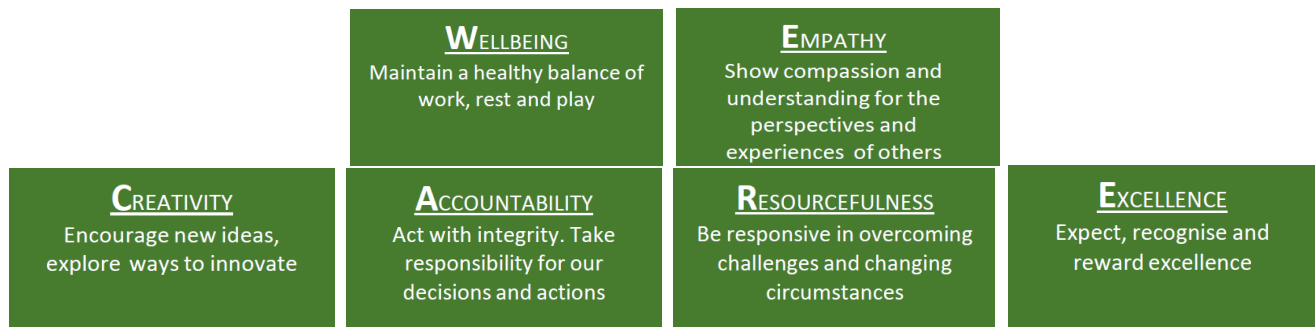 WELLBEING
Maintain a healthy balance of
work, rest and play
EMPATHY
Show compassion and
understanding for the
perspectives and
experiences of others
CREATIVITY
Encourage new ideas,
explore ways to innovate
ACCOUNTABILITY
Act with integrity. Take
responsibility for our
decisions and actions
RESOURCEFULNESS
Be responsive in overcoming
challenges and changing
circumstances
EXCELLENCE
Expect, recognise and
reward excellence